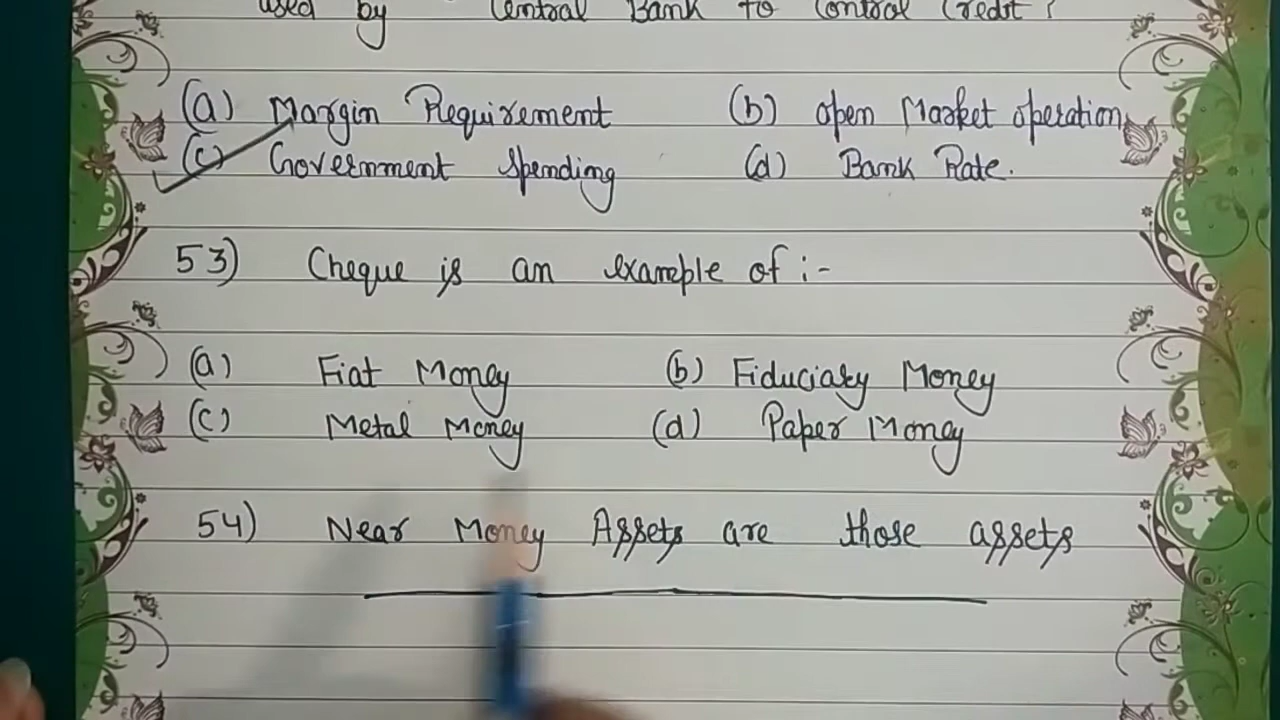 used by Central Bank to Control Credit ?
(a) Margin Requirement (b) open Market operation
(c) Government Spending (d) Bank Rate.
53) Cheque is an example of :-
(a) Fiat Money (b) Fiduciary Money
(c) Metal Money (d) Paper Money
54) Near Money Assets are those assets